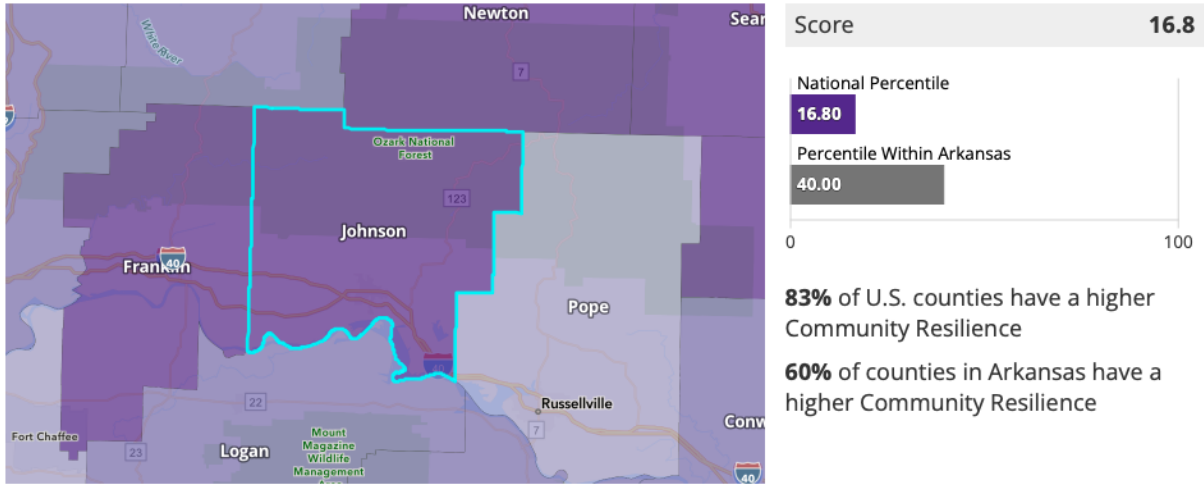 Newton
Sear
White River
7
Ozark National
Forest
123
Johnson
40
Franklin
Pope
40
Russellville
22
7
Fort Chaffee
Mount
Magazine
Wildlife
Management
Area
23
Logan
Conw
40
Score 16.8
National Percentile
16.80
Percentile Within Arkansas
40.00
0 100
83% of U.S. counties have a higher
Community Resilience
60% of counties in Arkansas have a
higher Community Resilience